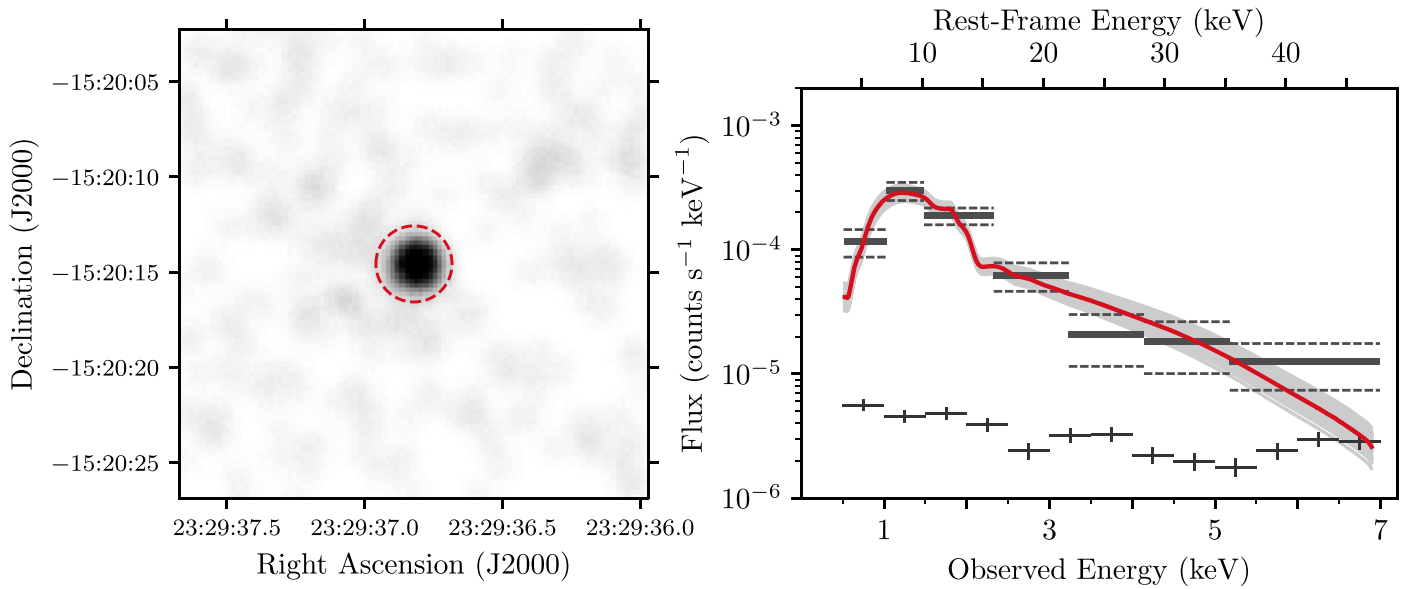 −15:20:05
−15:20:10
−15:20:15
−15:20:20
−15:20:25
Declination (J2000)
23:29:37.5 23:29:37.0 23:29:36.5 23:29:36.0
Right Ascension (J2000)
Rest-Frame Energy (keV)
10 20 30 40
10⁻³
10⁻⁴
10⁻⁵
10⁻⁶
Flux (counts s⁻¹ keV⁻¹)
1 3 5 7
Observed Energy (keV)